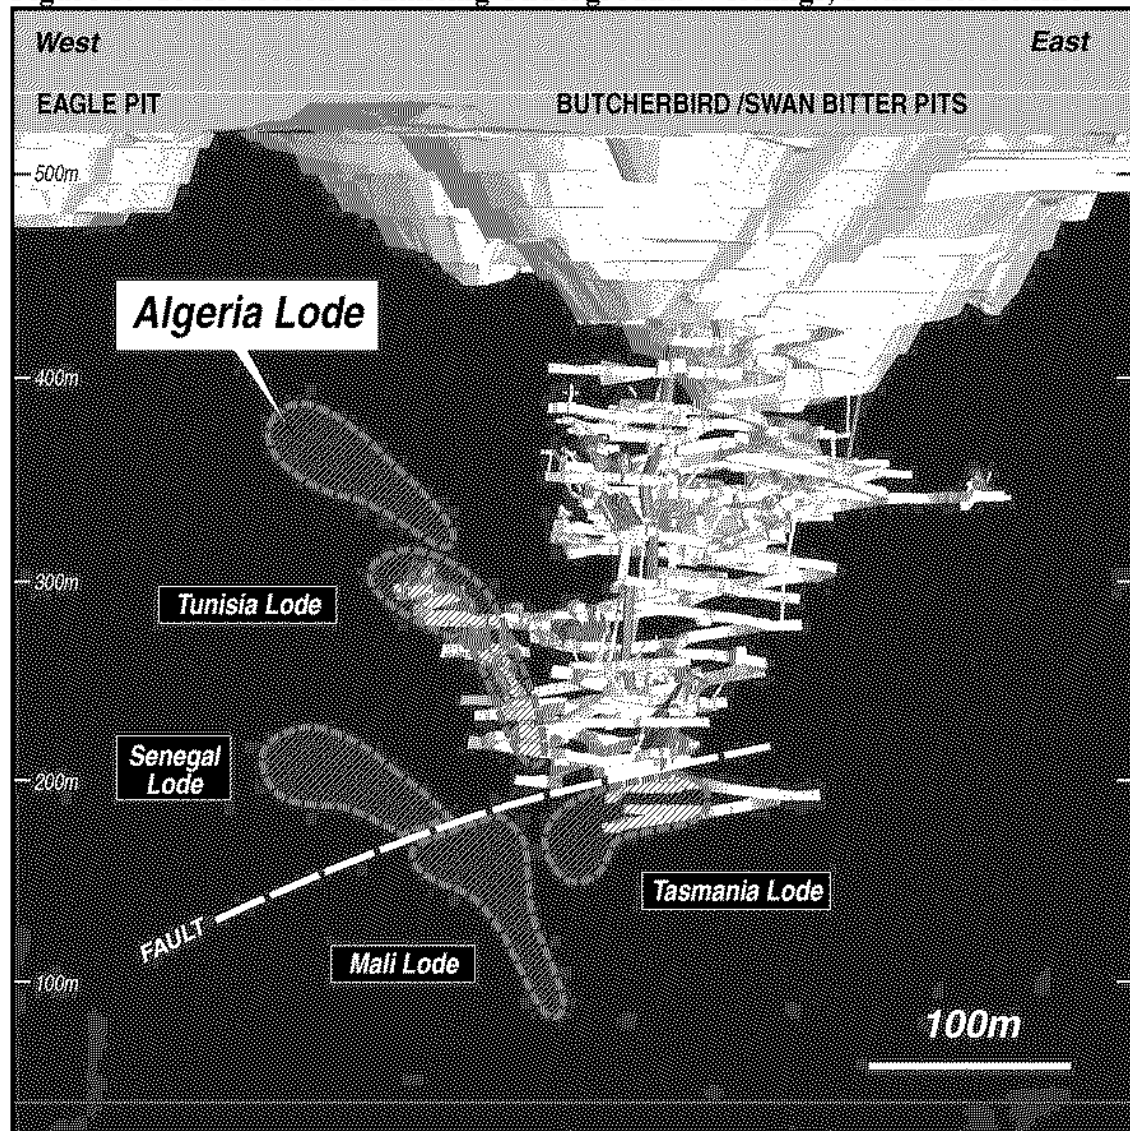 West
East
EAGLE PIT
BUTCHERBIRD /SWAN BITTER PITS
500m
Algeria Lode
400m
300m
Tunisia Lode
Senegal
Lode
200m
Tasmania Lode
FAULT
Mali Lode
100m
100m